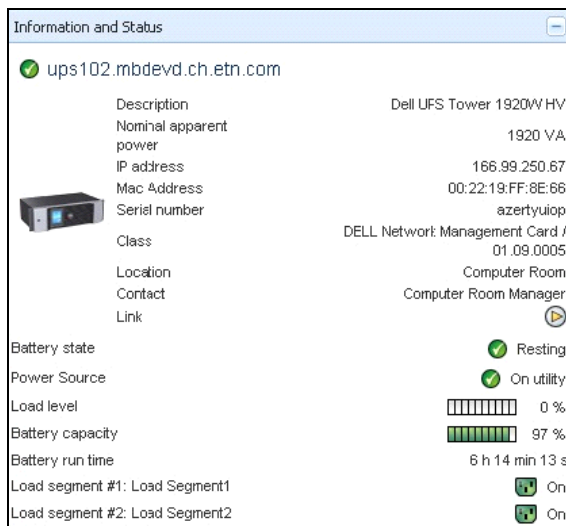 Information and Status
ups102.mbdevd.ch.etn.com
Description Dell UFS Tower 1920W HV
Nominal apparent power 1920 VA
IP address 166.99.250.67
Mac Address 00:22:19:FF:8E:66
Serial number azertyuiop
Class DELL Network Management Card / 01.09.0005
Location Computer Room
Contact Computer Room Manager
Link
Battery state Resting
Power Source On utility
Load level 0 %
Battery capacity 97 %
Battery run time 6 h 14 min 13 s
Load segment #1: Load Segment1 On
Load segment #2: Load Segment2 On